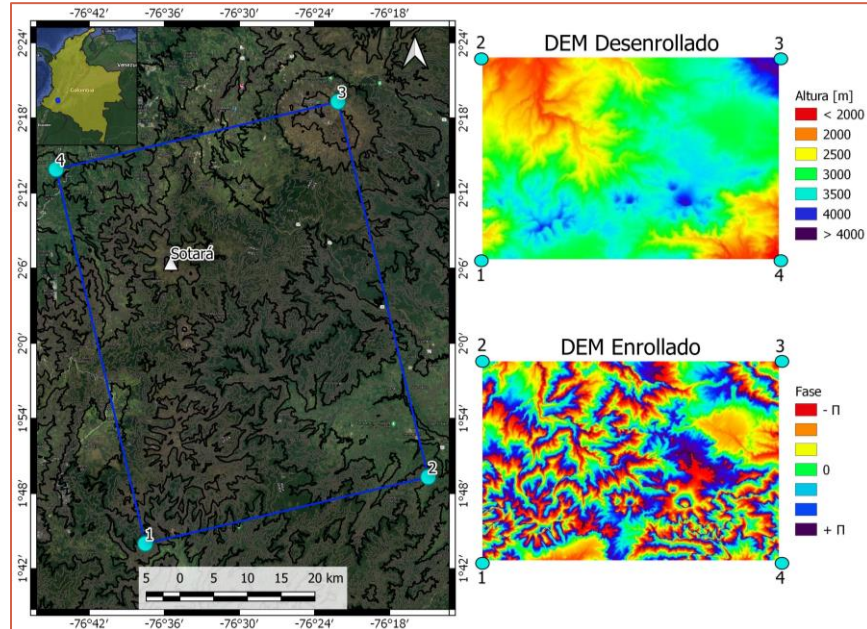 -76°42′ -76°36′ -76°30′ -76°24′ -76°18′
2°24′
2°18′
2°12′
2°6′
2°0′
1°54′
1°48′
1°42′
Colombia
Venezuela
3
4
Sotará
2
1
5 0 5 10 15 20 km
2°24′
2°18′
2°12′
2°6′
2°0′
1°54′
1°48′
1°42′
-76°42′ -76°36′ -76°30′ -76°24′ -76°18′
2 DEM Desenrollado 3
Altura [m]
< 2000
2000
2500
3000
3500
4000
> 4000
1 4
2 DEM Enrollado 3
Fase
- Π
0
+ Π
1 4